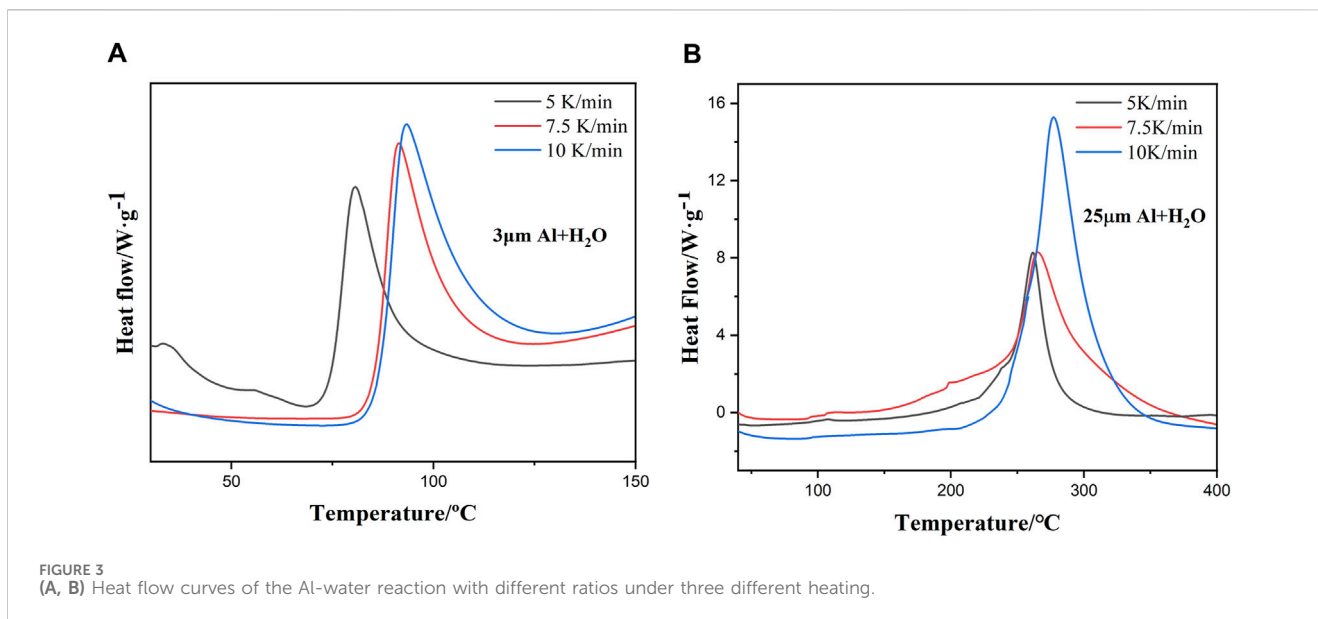 A
5 K/min
7.5 K/min
10 K/min
3μm Al+H₂O
Heat flow/W·g⁻¹
50
100
150
Temperature/°C
B
5K/min
7.5K/min
10K/min
25μm Al+H₂O
Heat Flow/W·g⁻¹
16
12
8
4
0
100
200
300
400
Temperature/°C
FIGURE 3
(A, B) Heat flow curves of the Al-water reaction with different ratios under three different heating.